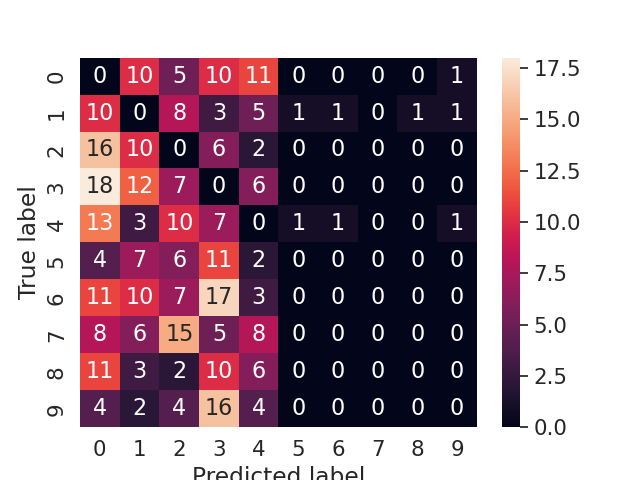 0 0 10 5 10 11 0 0 0 0 1
1 10 0 8 3 5 1 1 0 1 1
2 16 10 0 6 2 0 0 0 0 0
3 18 12 7 0 6 0 0 0 0 0
4 13 3 10 7 0 1 1 0 0 1
5 4 7 6 11 2 0 0 0 0 0
6 11 10 7 17 3 0 0 0 0 0
7 8 6 15 5 8 0 0 0 0 0
8 11 3 2 10 6 0 0 0 0 0
9 4 2 4 16 4 0 0 0 0 0
0 1 2 3 4 5 6 7 8 9
Predicted label
True label
17.5
15.0
12.5
10.0
7.5
5.0
2.5
0.0